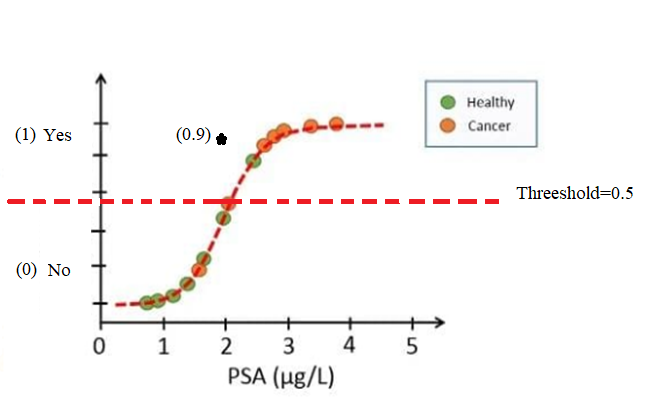 Healthy
Cancer
(1) Yes
(0.9)
Threeshold=0.5
(0) No
0 1 2 3 4 5
PSA (µg/L)